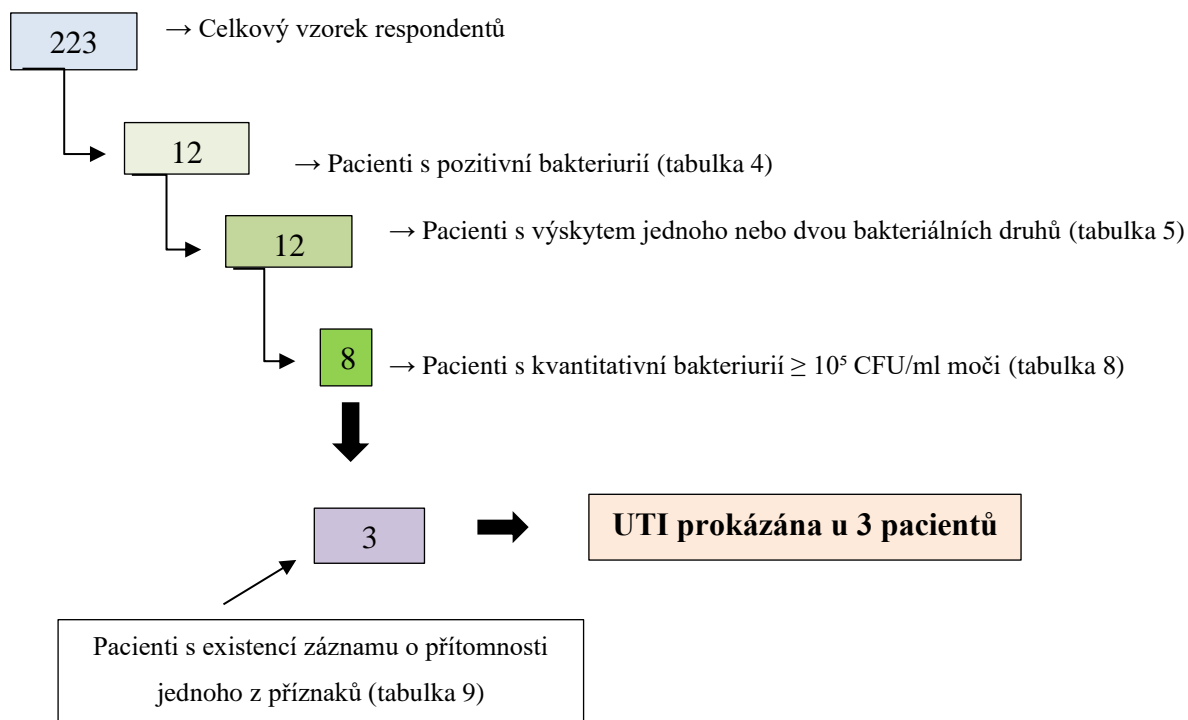 223
→ Celkový vzorek respondentů
12
→ Pacienti s pozitivní bakteriurií (tabulka 4)
12
→ Pacienti s výskytem jednoho nebo dvou bakteriálních druhů (tabulka 5)
8
→ Pacienti s kvantitativní bakteriurií ≥ 10⁵ CFU/ml moči (tabulka 8)
3
UTI prokázána u 3 pacientů
Pacienti s existencí záznamu o přítomnosti
jednoho z příznaků (tabulka 9)